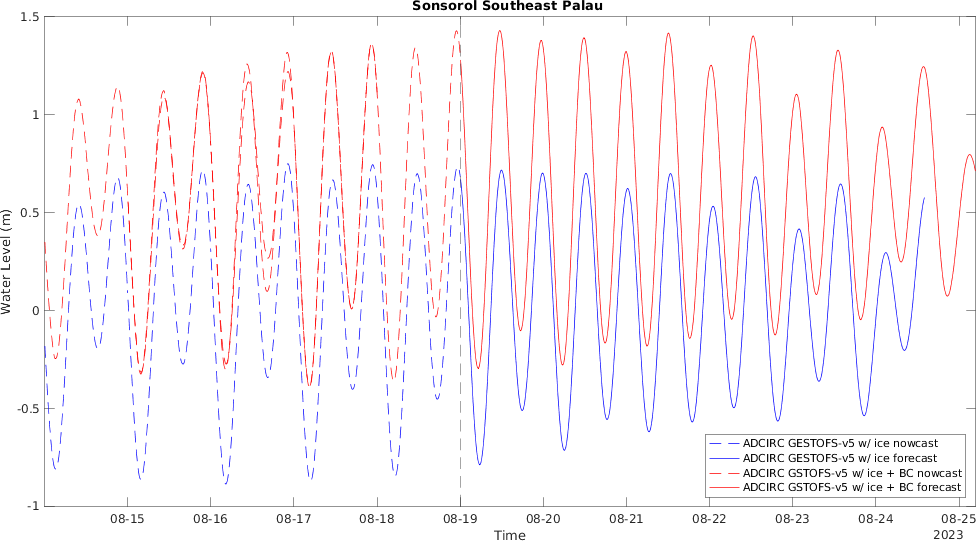 Sonsorol Southeast Palau
1.5
1
0.5
0
-0.5
-1
Water Level (m)
08-15
08-16
08-17
08-18
08-19
08-20
08-21
08-22
08-23
08-24
08-25
2023
Time
ADCIRC GESTOFS-v5 w/ ice nowcast
ADCIRC GESTOFS-v5 w/ ice forecast
ADCIRC GSTOFS-v5 w/ ice + BC nowcast
ADCIRC GSTOFS-v5 w/ ice + BC forecast